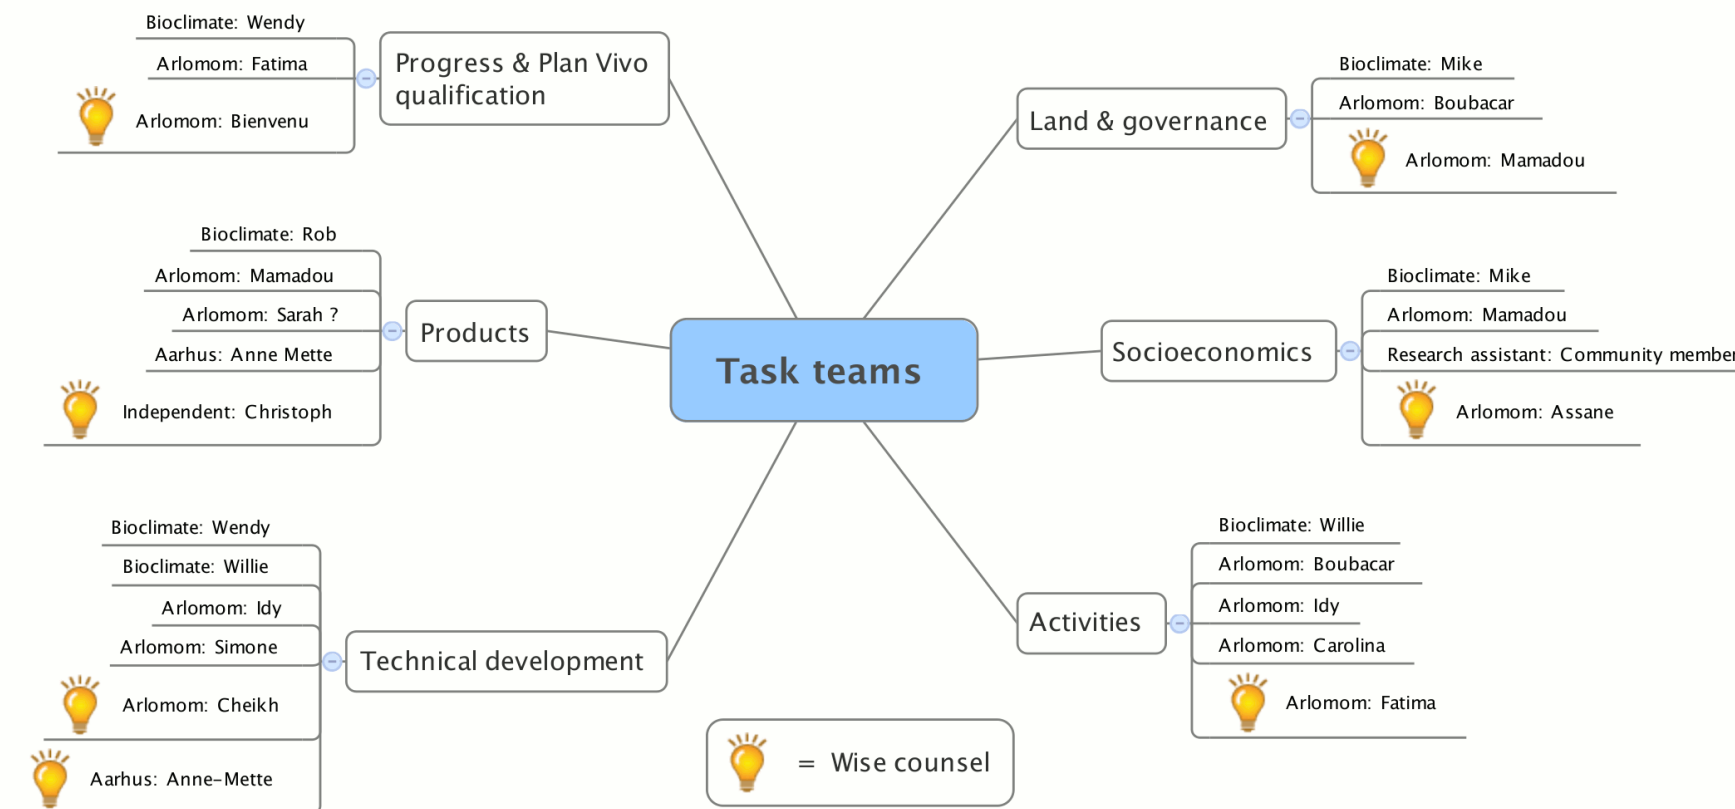 Bioclimate: Wendy
Arlomom: Fatima
Arlomom: Bienvenu
Progress & Plan Vivo
qualification
Bioclimate: Mike
Arlomom: Boubacar
Arlomom: Mamadou
Land & governance
Bioclimate: Rob
Arlomom: Mamadou
Arlomom: Sarah ?
Aarhus: Anne Mette
Independent: Christoph
Products
Task teams
Socioeconomics
Bioclimate: Mike
Arlomom: Mamadou
Research assistant: Community member
Arlomom: Assane
Bioclimate: Wendy
Bioclimate: Willie
Arlomom: Idy
Arlomom: Simone
Arlomom: Cheikh
Aarhus: Anne-Mette
Technical development
Activities
Bioclimate: Willie
Arlomom: Boubacar
Arlomom: Idy
Arlomom: Carolina
Arlomom: Fatima
= Wise counsel